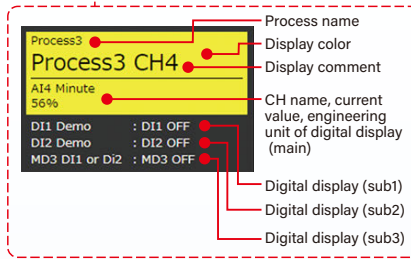 Process3
Process3 CH4
AI4 Minute
56%
DI1 Demo : DI1 OFF
DI2 Demo : DI2 OFF
MD3 DI1 or Di2 : MD3 OFF
Process name
Display color
Display comment
CH name, current
value, engineering
unit of digital display
(main)
Digital display (sub1)
Digital display (sub2)
Digital display (sub3)